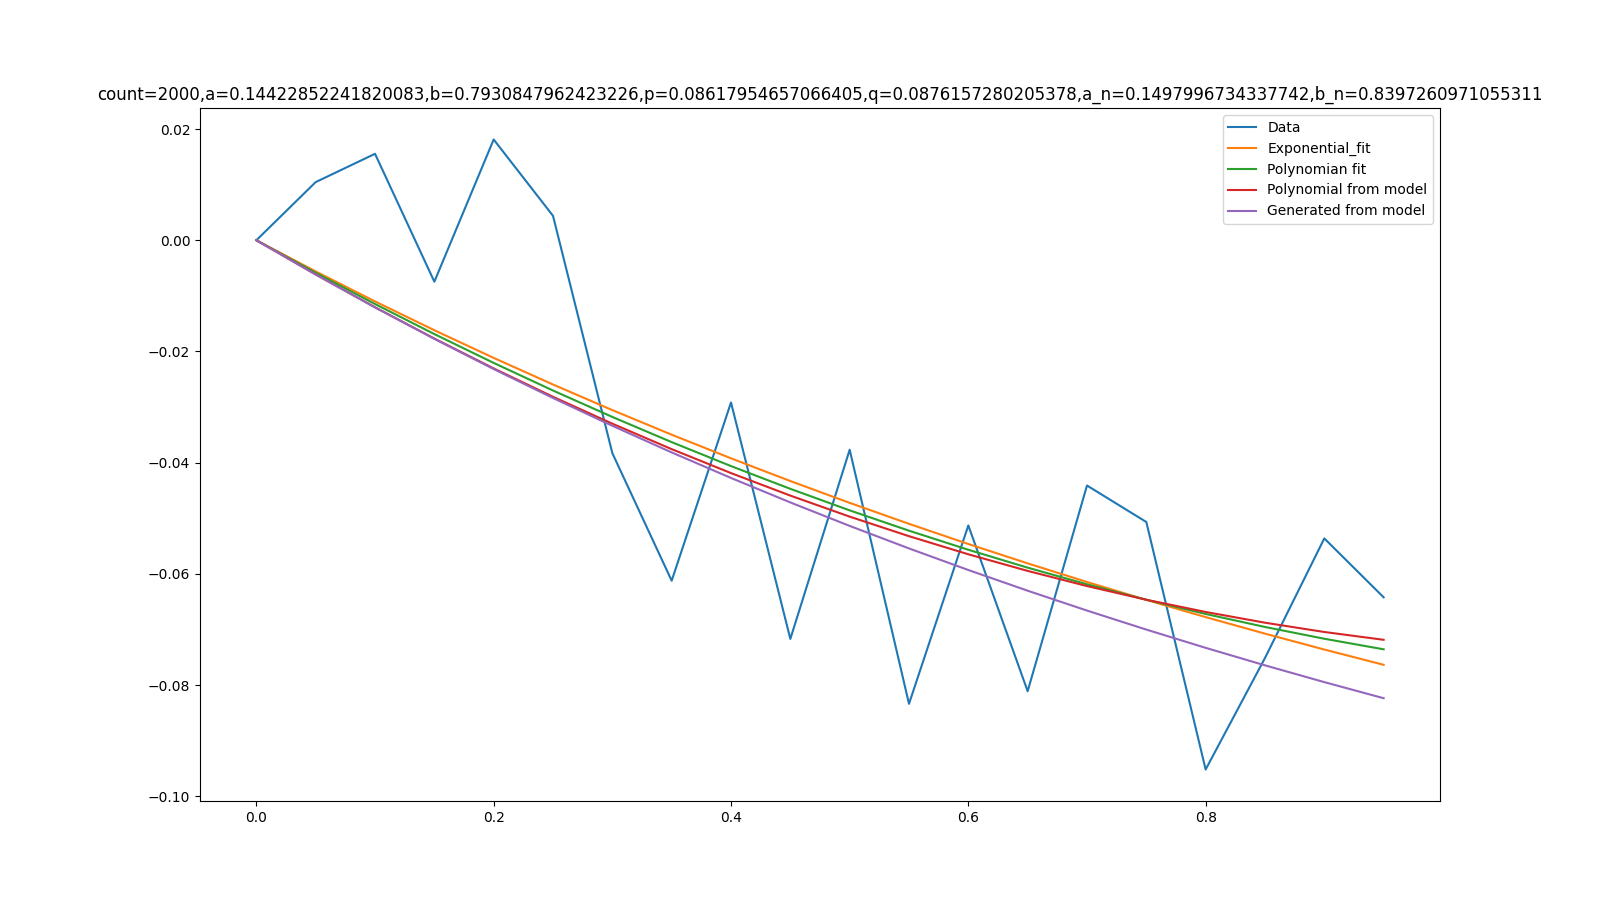 count=2000,a=0.14422852241820083,b=0.7930847962423226,p=0.08617954657066405,q=0.0876157280205378,a_n=0.1497996734337742,b_n=0.8397260971055311
Data
Exponential_fit
Polynomian fit
Polynomial from model
Generated from model
0.02
0.00
−0.02
−0.04
−0.06
−0.08
−0.10
0.0 0.2 0.4 0.6 0.8